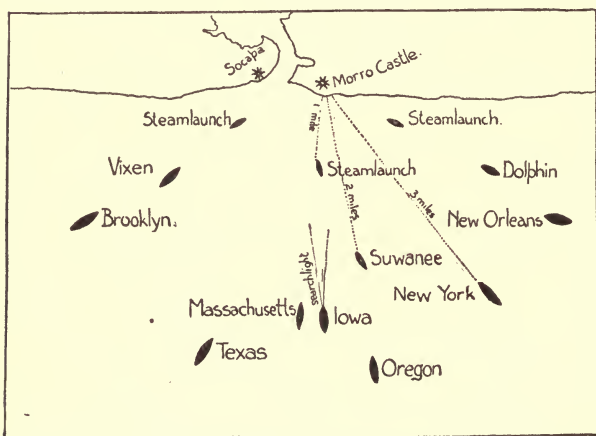 Socapa
Morro Castle.
Steamlaunch
Steamlaunch.
1 mile
Vixen
Steamlaunch
Dolphin
Brooklyn.
2 miles
3 miles
New Orleans
Suwanee
searchlight
New York
Massachusetts
Iowa
Texas
Oregon